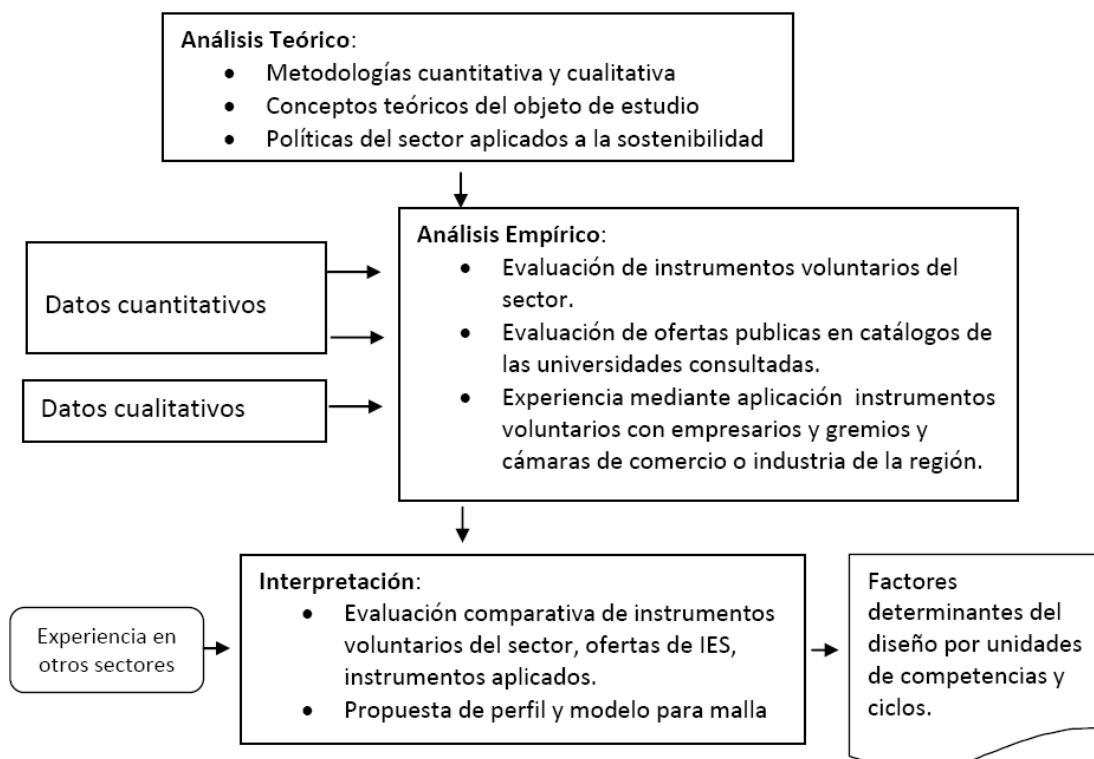 Análisis Teórico:
• Metodologías cuantitativa y cualitativa
• Conceptos teóricos del objeto de estudio
• Políticas del sector aplicados a la sostenibilidad
Datos cuantitativos
Datos cualitativos
Análisis Empírico:
• Evaluación de instrumentos voluntarios del
sector.
• Evaluación de ofertas publicas en catálogos de
las universidades consultadas.
• Experiencia mediante aplicación instrumentos
voluntarios con empresarios y gremios y
cámaras de comercio o industria de la región.
Experiencia en
otros sectores
Interpretación:
• Evaluación comparativa de instrumentos
voluntarios del sector, ofertas de IES,
instrumentos aplicados.
• Propuesta de perfil y modelo para malla
Factores
determinantes del
diseño por unidades
de competencias y
ciclos.